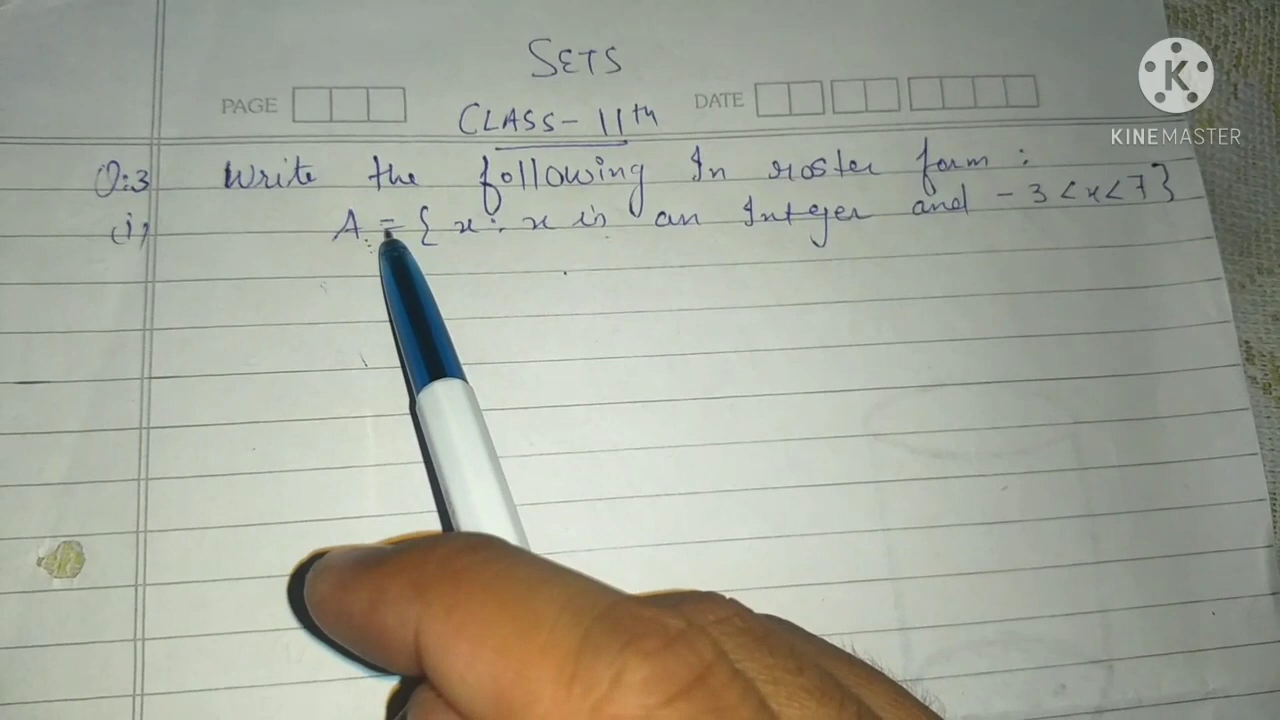 SETS
PAGE
DATE
CLASS-11th
K
KINEMASTER
Q:3 Write the following In roster form :
(i) A = { x : x is an Integer and -3 < x < 7 }